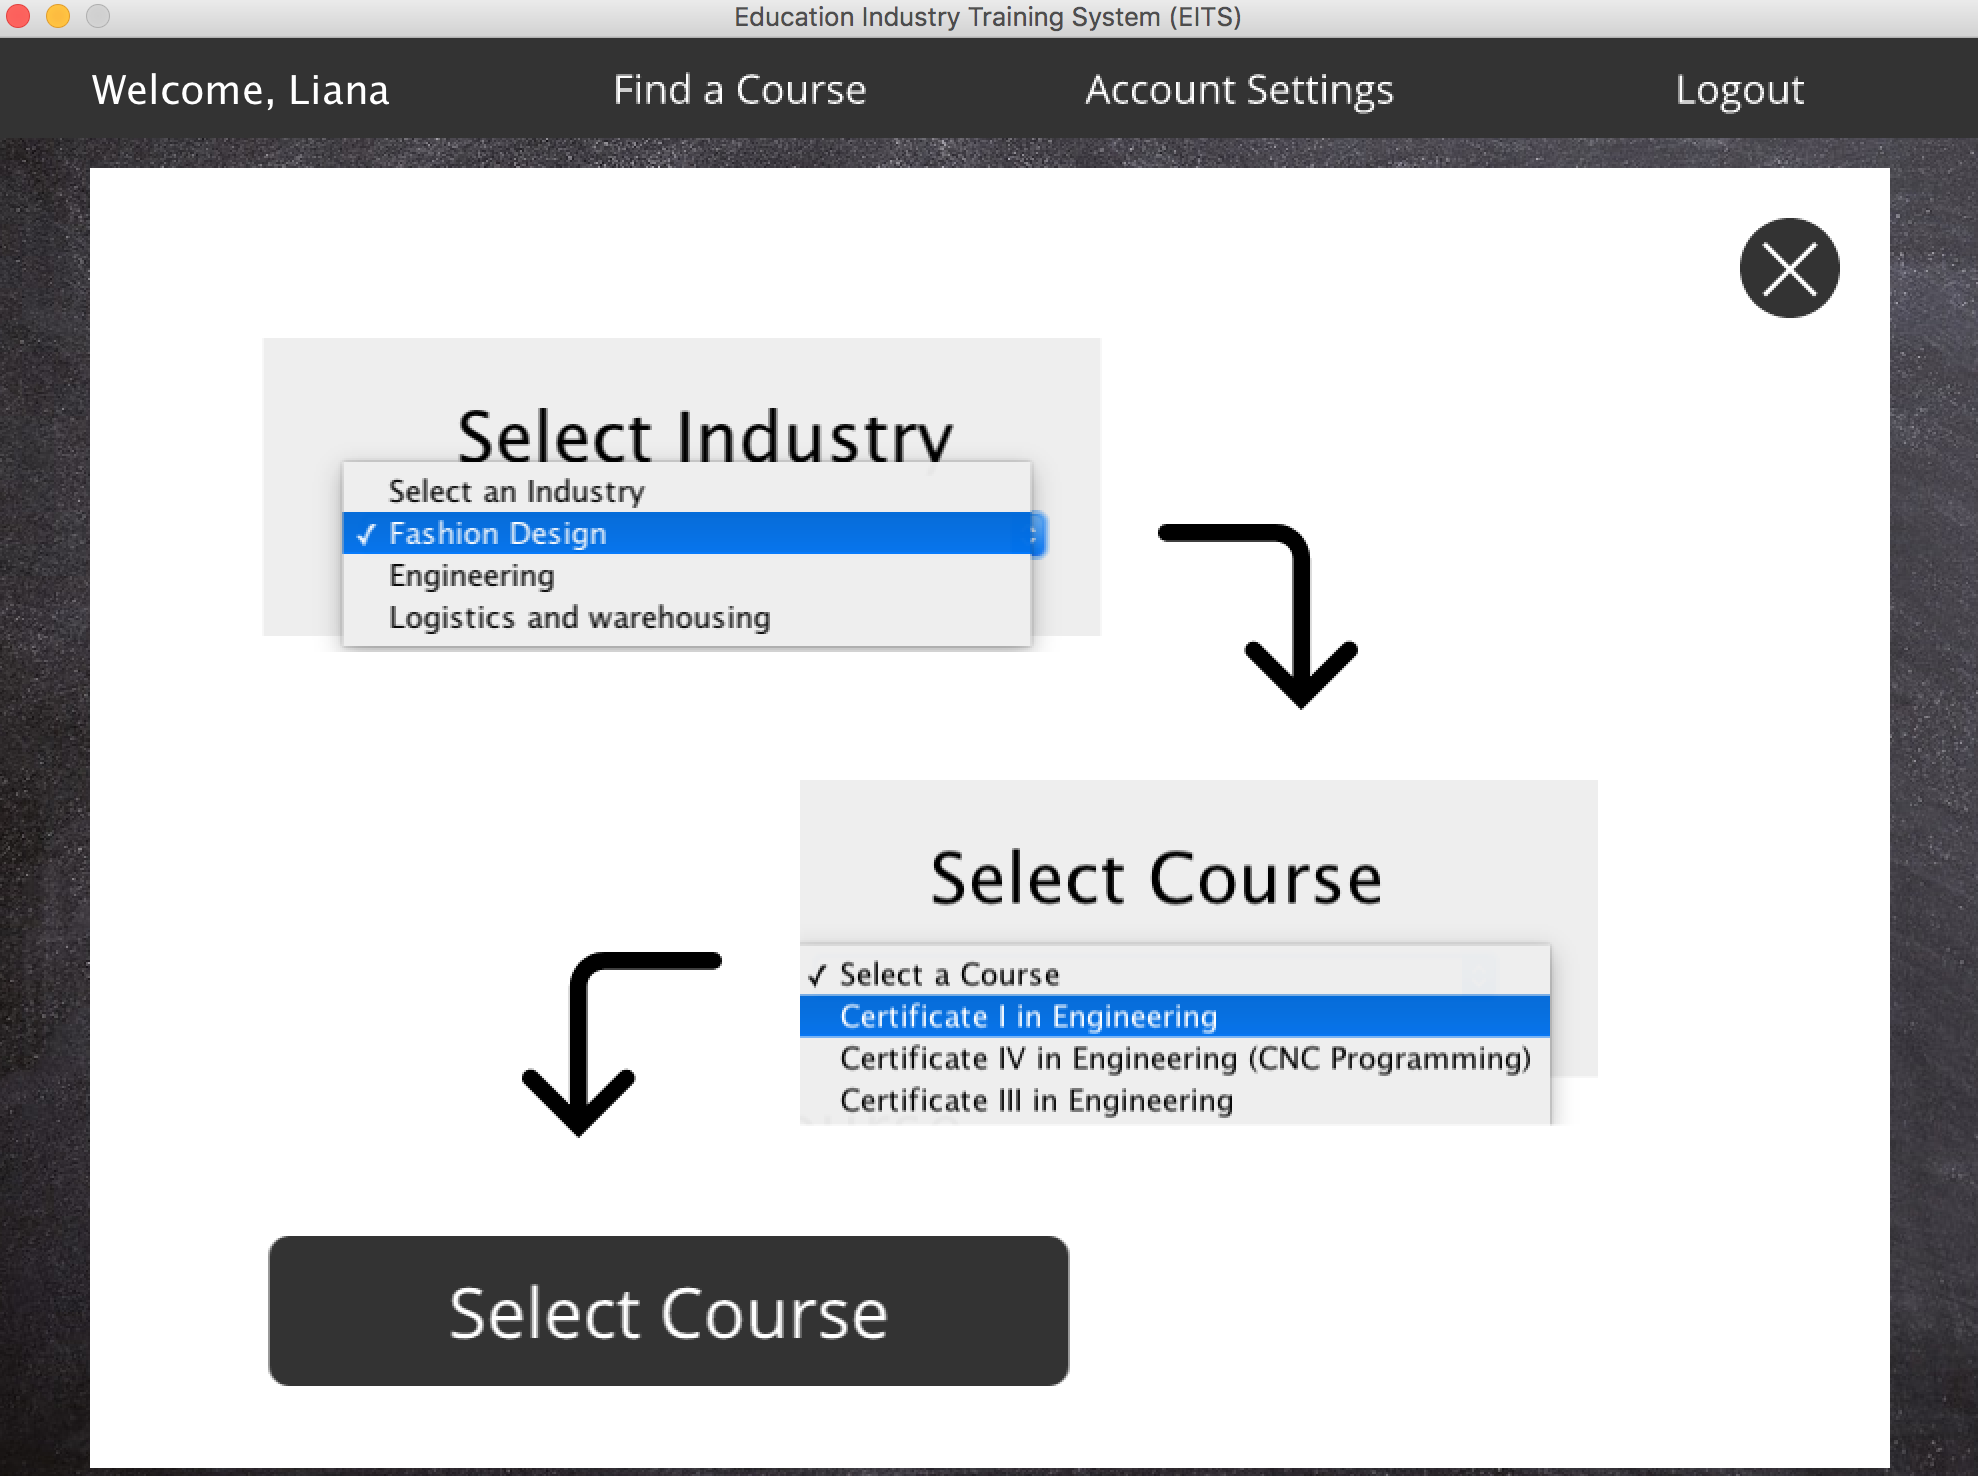 Education Industry Training System (EITS)
Welcome, Liana
Find a Course
Account Settings
Logout
Select Industry
Select an Industry
✓ Fashion Design
Engineering
Logistics and warehousing
Select Course
✓ Select a Course
Certificate I in Engineering
Certificate IV in Engineering (CNC Programming)
Certificate III in Engineering
Select Course